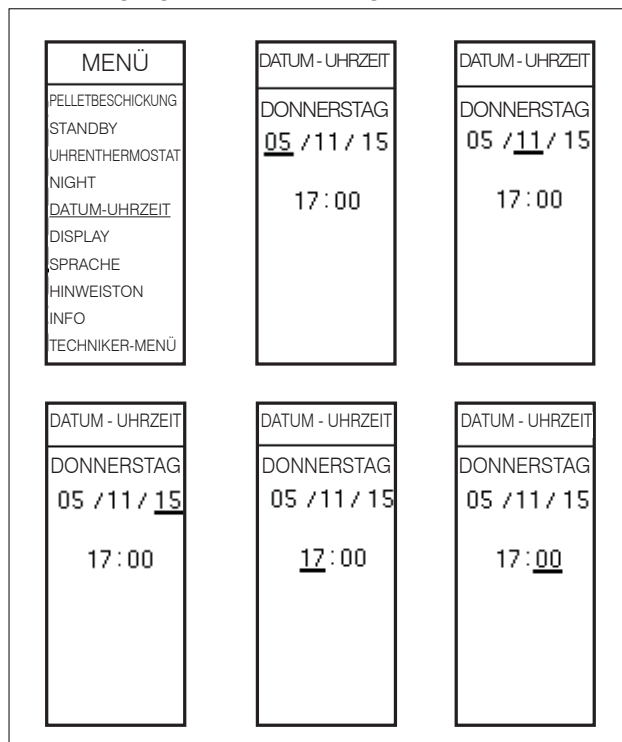 MENÜ
PELLETBESCHICKUNG
STANDBY
UHRENTHERMOSTAT
NIGHT
DATUM-UHRZEIT
DISPLAY
SPRACHE
HINWEISTON
INFO
TECHNIKER-MENÜ
DATUM - UHRZEIT
DONNERSTAG
05 / 11 / 15
17:00
DATUM - UHRZEIT
DONNERSTAG
05 / 11 / 15
17:00
DATUM - UHRZEIT
DONNERSTAG
05 / 11 / 15
17:00
DATUM - UHRZEIT
DONNERSTAG
05 / 11 / 15
17:00
DATUM - UHRZEIT
DONNERSTAG
05 / 11 / 15
17:00